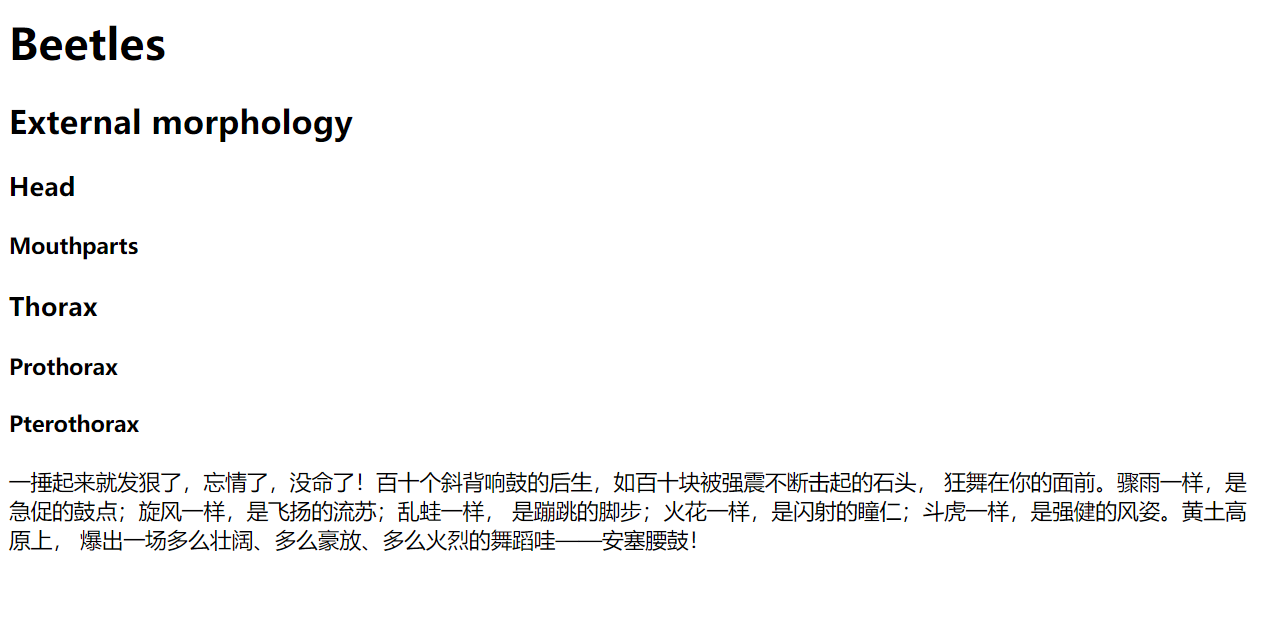 Beetles
External morphology
Head
Mouthparts
Thorax
Prothorax
Pterothorax
一捶起来就发狠了，忘情了，没命了！百十个斜背响鼓的后生，如百十块被强震不断击起的石头， 狂舞在你的面前。骤雨一样，是
急促的鼓点；旋风一样，是飞扬的流苏；乱蛙一样， 是蹦跳的脚步；火花一样，是闪射的瞳仁；斗虎一样，是强健的风姿。黄土高
原上， 爆出一场多么壮阔、多么豪放、多么火烈的舞蹈哇——安塞腰鼓！